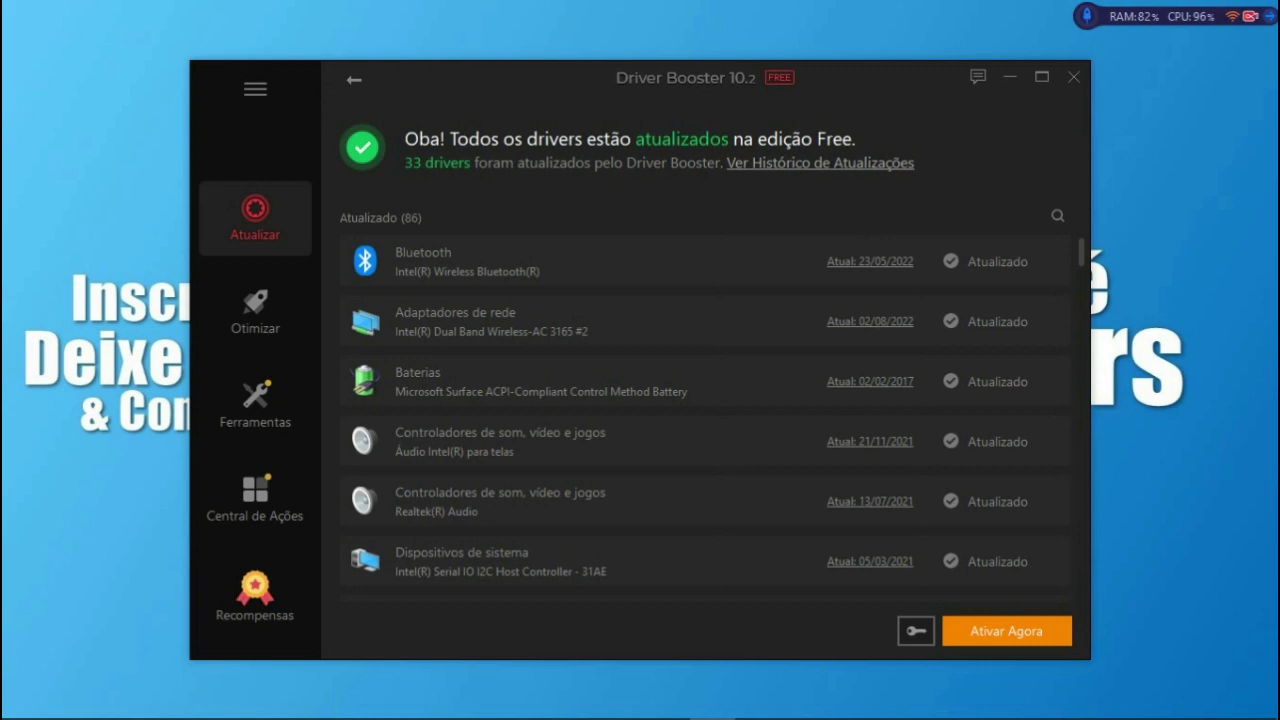 RAM:82% CPU:96%
Driver Booster 10.2 FREE
Oba! Todos os drivers estão atualizados na edição Free.
33 drivers foram atualizados pelo Driver Booster. Ver Histórico de Atualizações
Atualizado (86)
Bluetooth
Intel(R) Wireless Bluetooth(R)
Atual: 23/05/2022
Atualizado
Adaptadores de rede
Intel(R) Dual Band Wireless-AC 3165 #2
Atual: 02/08/2022
Atualizado
Baterias
Microsoft Surface ACPI-Compliant Control Method Battery
Atual: 02/02/2017
Atualizado
Controladores de som, vídeo e jogos
Áudio Intel(R) para telas
Atual: 21/11/2021
Atualizado
Controladores de som, vídeo e jogos
Realtek(R) Audio
Atual: 13/07/2021
Atualizado
Dispositivos de sistema
Intel(R) Serial IO I2C Host Controller - 31AE
Atual: 05/03/2021
Atualizado
Ativar Agora
Atualizar
Otimizar
Ferramentas
Central de Ações
Recompensas
Inscr
Deixe
& Con
é
rs